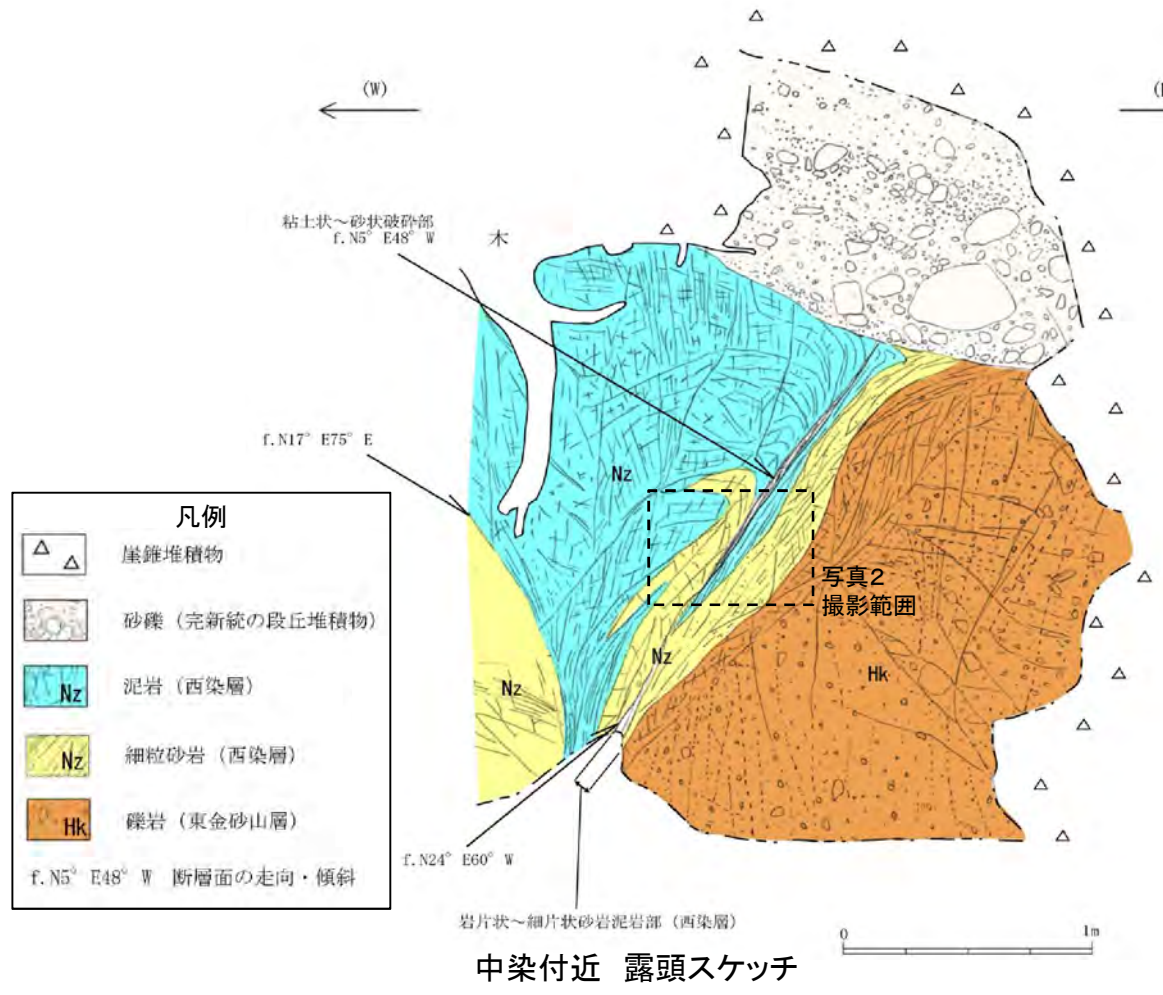 (W)
粘土状～砂状破砕部
f.N5° E48° W
木
f.N17° E75° E
Nz
写真2
撮影範囲
Nz
Nz
Hk
凡例
崖錐堆積物
砂礫（完新統の段丘堆積物）
Nz
泥岩（西染層）
Nz
細粒砂岩（西染層）
Hk
礫岩（東金砂山層）
f.N5° E48° W 断層面の走向・傾斜
f.N24° E60° W
岩片状～細片状砂岩泥岩部（西染層）
0
1m
中染付近 露頭スケッチ